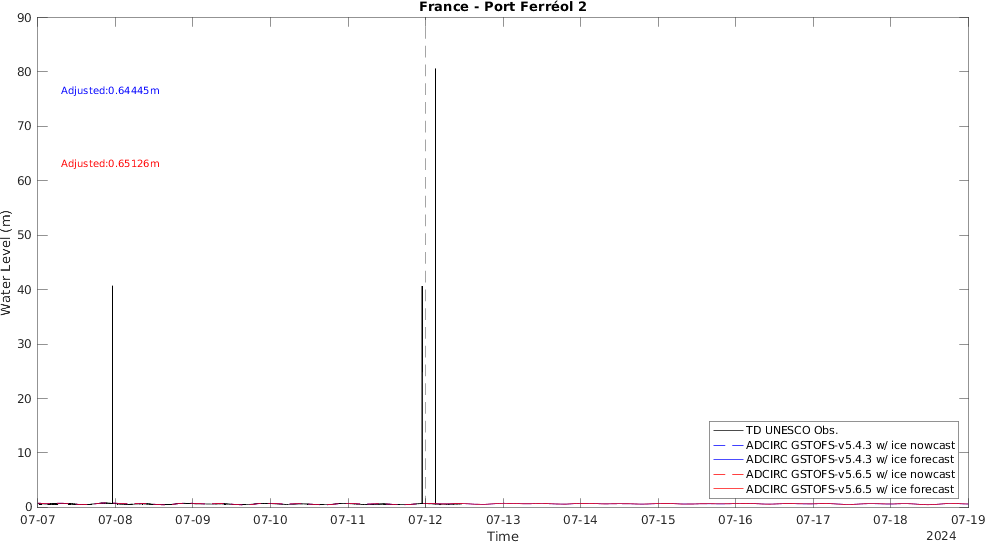 France - Port Ferréol 2
90
80
70
60
50
40
30
20
10
0
Water Level (m)
Adjusted:0.64445m
Adjusted:0.65126m
TD UNESCO Obs.
ADCIRC GSTOFS-v5.4.3 w/ ice nowcast
ADCIRC GSTOFS-v5.4.3 w/ ice forecast
ADCIRC GSTOFS-v5.6.5 w/ ice nowcast
ADCIRC GSTOFS-v5.6.5 w/ ice forecast
07-07 07-08 07-09 07-10 07-11 07-12 07-13 07-14 07-15 07-16 07-17 07-18 07-19
Time
2024